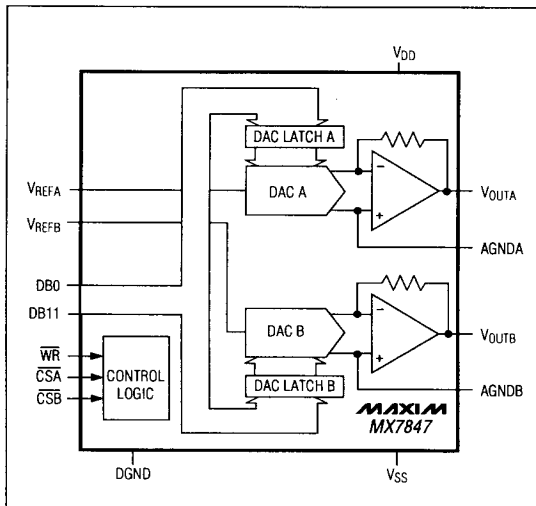 VDD
DAC LATCH A
DAC A
VREFA
VREFB
VOUTA
AGNDA
DB0
DB11
WR
CSA
CSB
CONTROL
LOGIC
DAC B
DAC LATCH B
VOUTB
AGNDB
MAXIM
MX7847
DGND
VSS
−
+
−
+